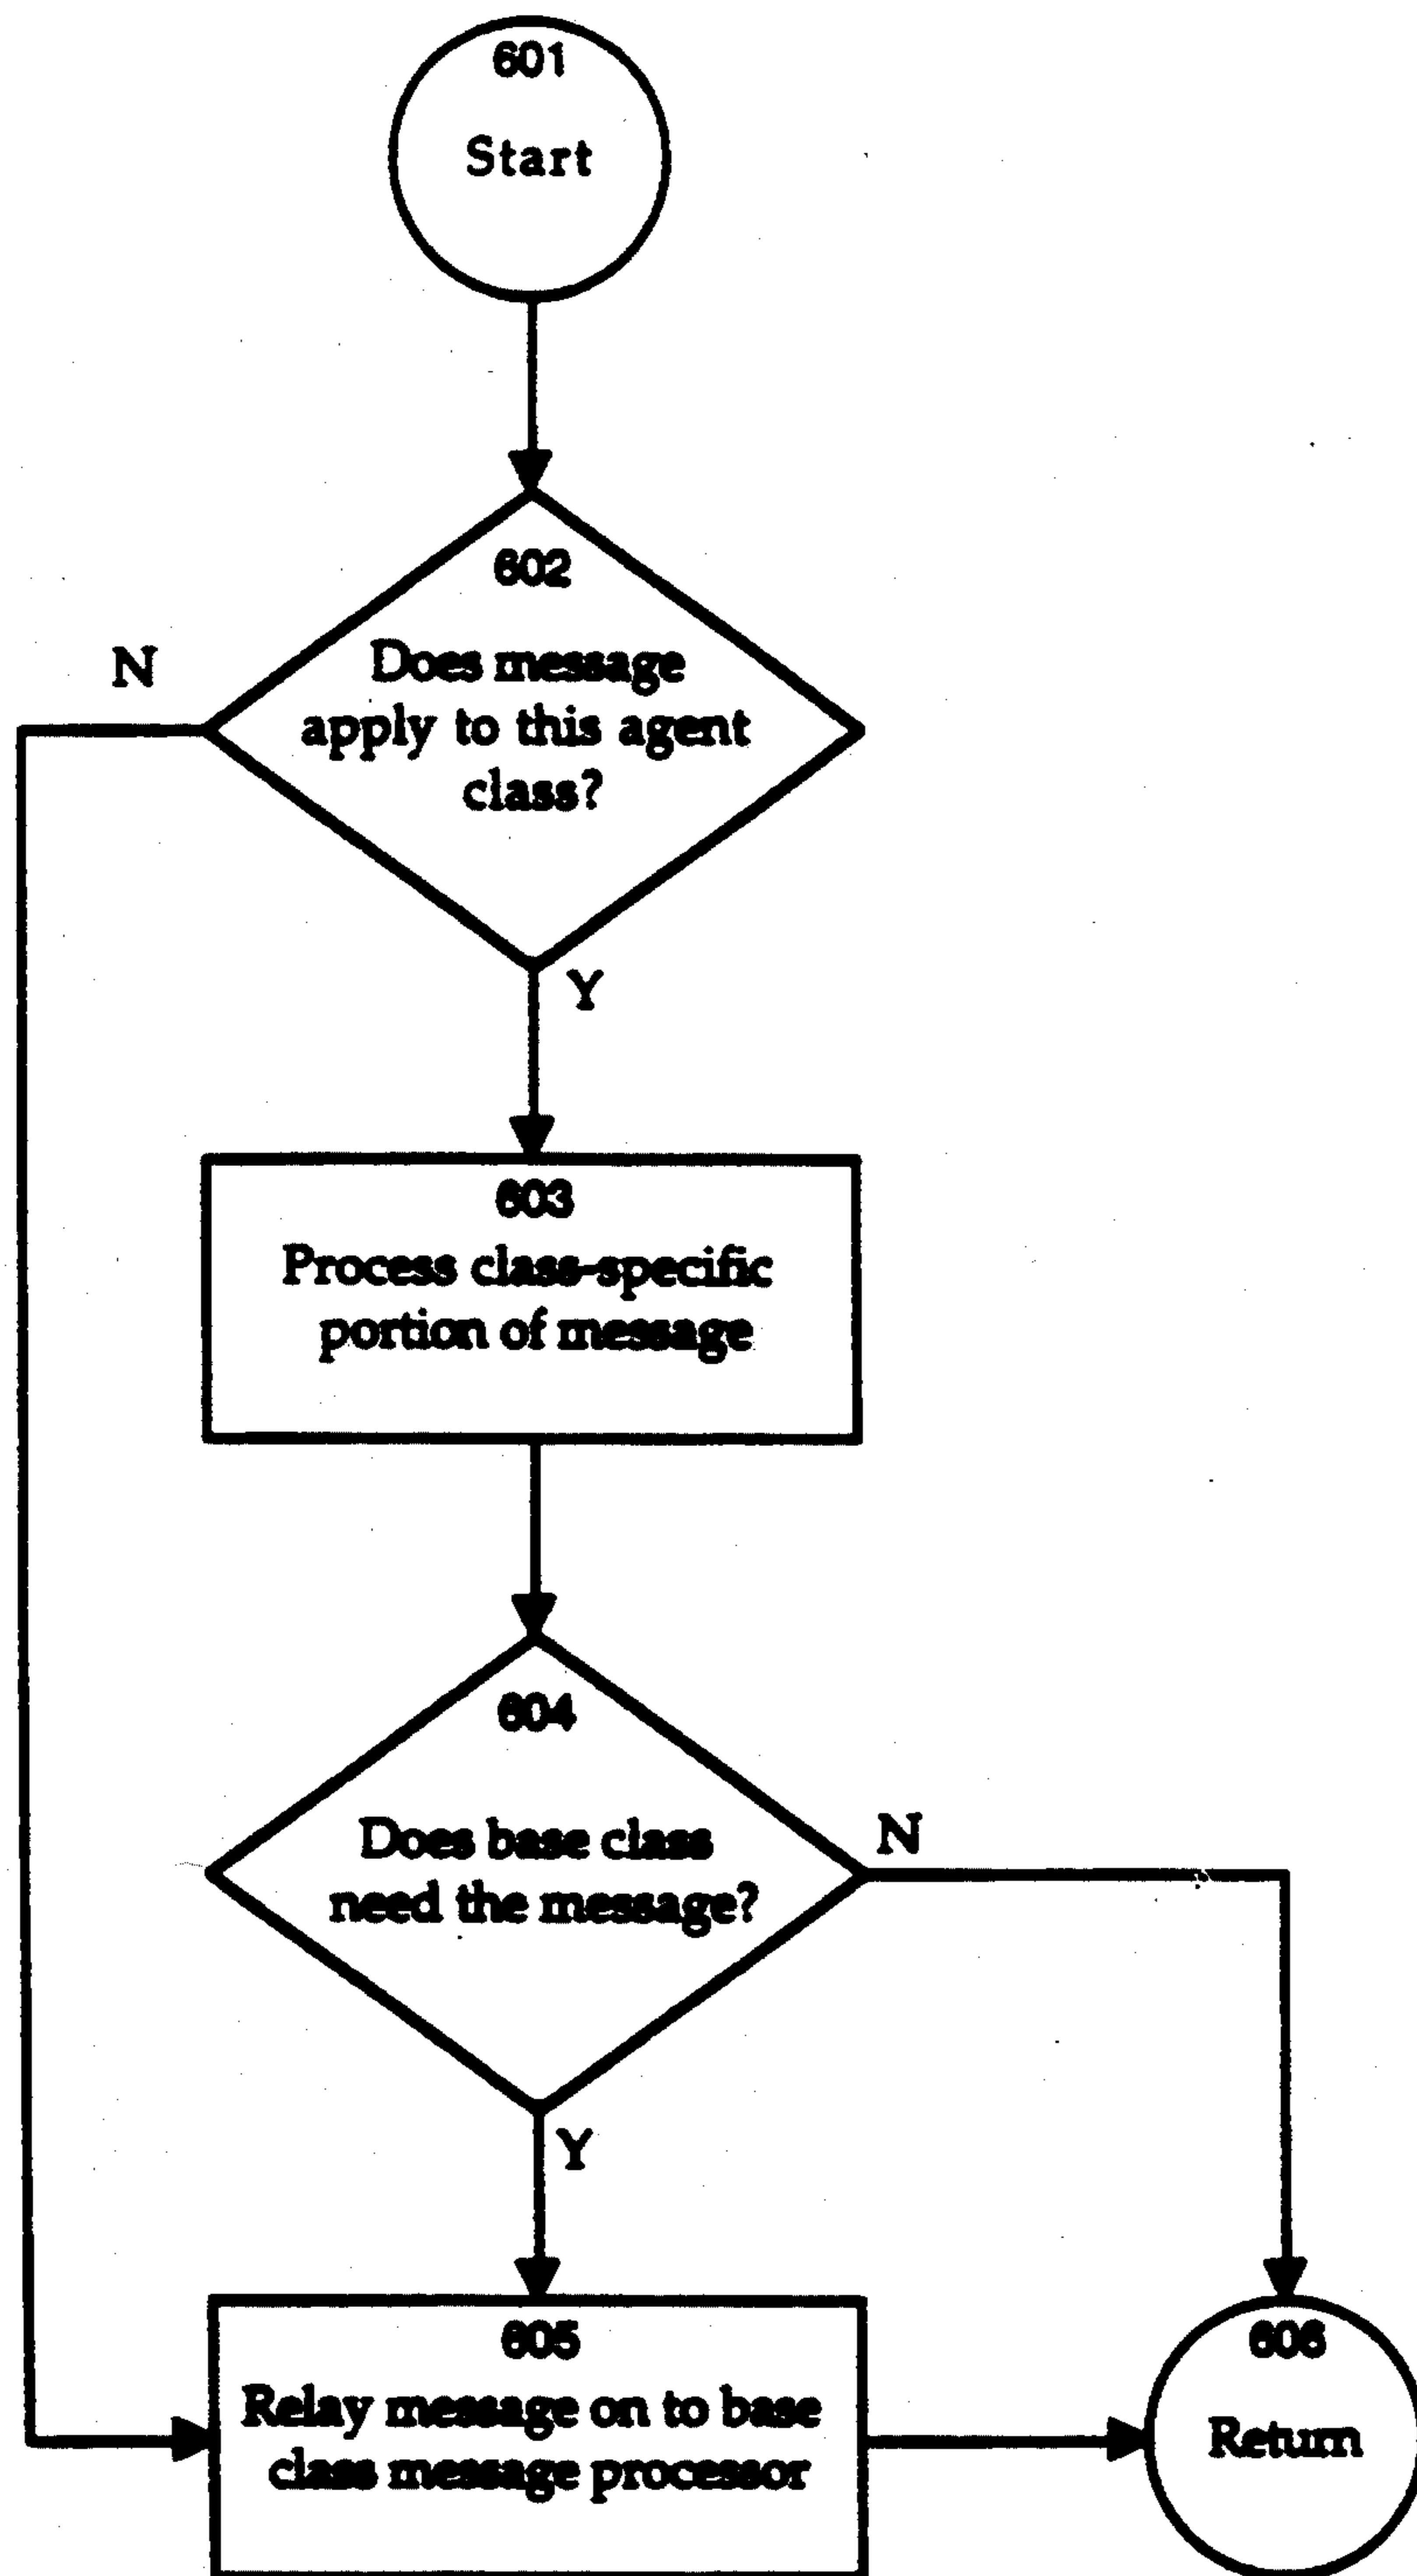 601
Start
602
Does message
apply to this agent
class?
N
Y
603
Process class-specific
portion of message
604
Does base class
need the message?
N
Y
605
Relay message on to base
class message processor
606
Return